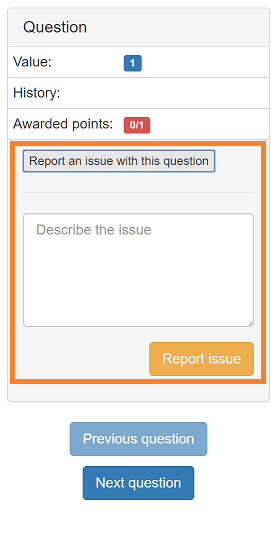 Question
Value: 1
History:
Awarded points: 0/1
Report an issue with this question
Describe the issue
Report issue
Previous question
Next question